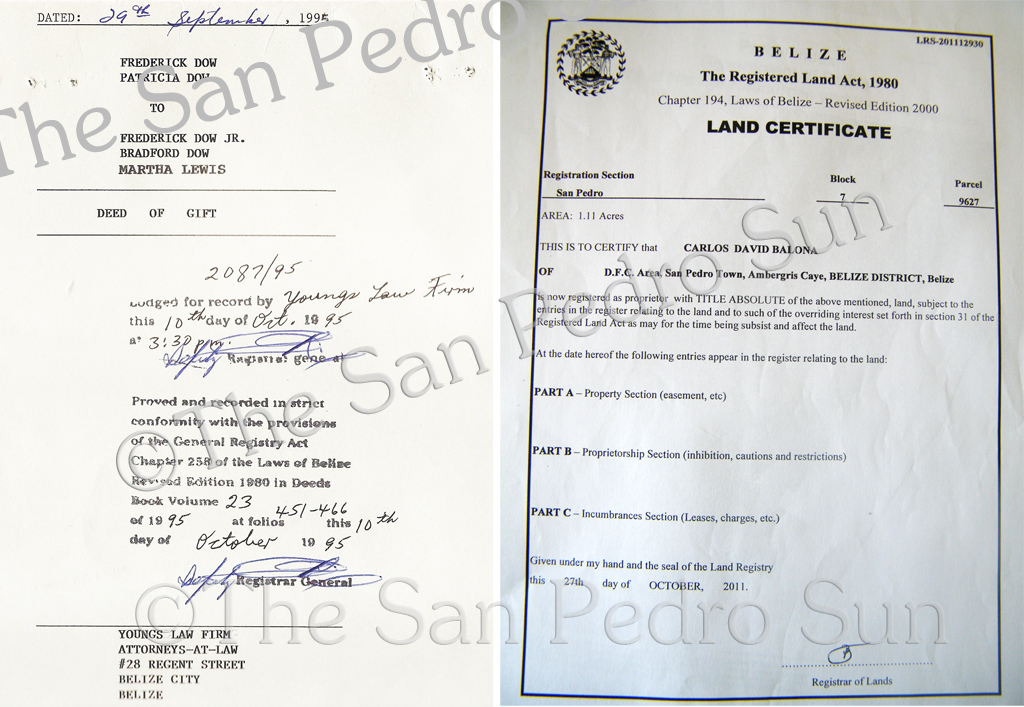 DATED: 29th September, 1995
FREDERICK DOW
PATRICIA DOW
TO
FREDERICK DOW JR.
BRADFORD DOW
MARTHA LEWIS
DEED OF GIFT
2087/95
Lodged for record by Youngs Law Firm
this 10th day of Oct. 1995
at 3:30 p.m.
Deputy Registrar general
Proved and recorded in strict
conformity with the provisions
of the General Registry Act
Chapter 258 of the Laws of Belize
Revised Edition 1980 in Deeds
Book Volume 23
of 1995 at folios 451-466 this 10th
day of October 1995
Deputy Registrar General
YOUNGS LAW FIRM
ATTORNEYS-AT-LAW
#28 REGENT STREET
BELIZE CITY
BELIZE
LRS-201112930
BELIZE
The Registered Land Act, 1980
Chapter 194, Laws of Belize – Revised Edition 2000
LAND CERTIFICATE
Registration Section Block Parcel
San Pedro 7 9627
AREA: 1.11 Acres
THIS IS TO CERTIFY that CARLOS DAVID BALONA
OF D.F.C. Area, San Pedro Town, Ambergris Caye, BELIZE DISTRICT, Belize
is now registered as proprietor with TITLE ABSOLUTE of the above mentioned, land, subject to the
entries in the register relating to the land and to such of the overriding interest set forth in section 31 of the
Registered Land Act as may for the time being subsist and affect the land.
At the date hereof the following entries appear in the register relating to the land:
PART A – Property Section (easement, etc)
PART B – Proprietorship Section (inhibition, cautions and restrictions)
PART C – Incumbrances Section (Leases, charges, etc.)
Given under my hand and the seal of the Land Registry
this 27th day of OCTOBER, 2011.
Registrar of Lands
The San Pedro Sun
© The San Pedro Sun
© The San Pedro Sun